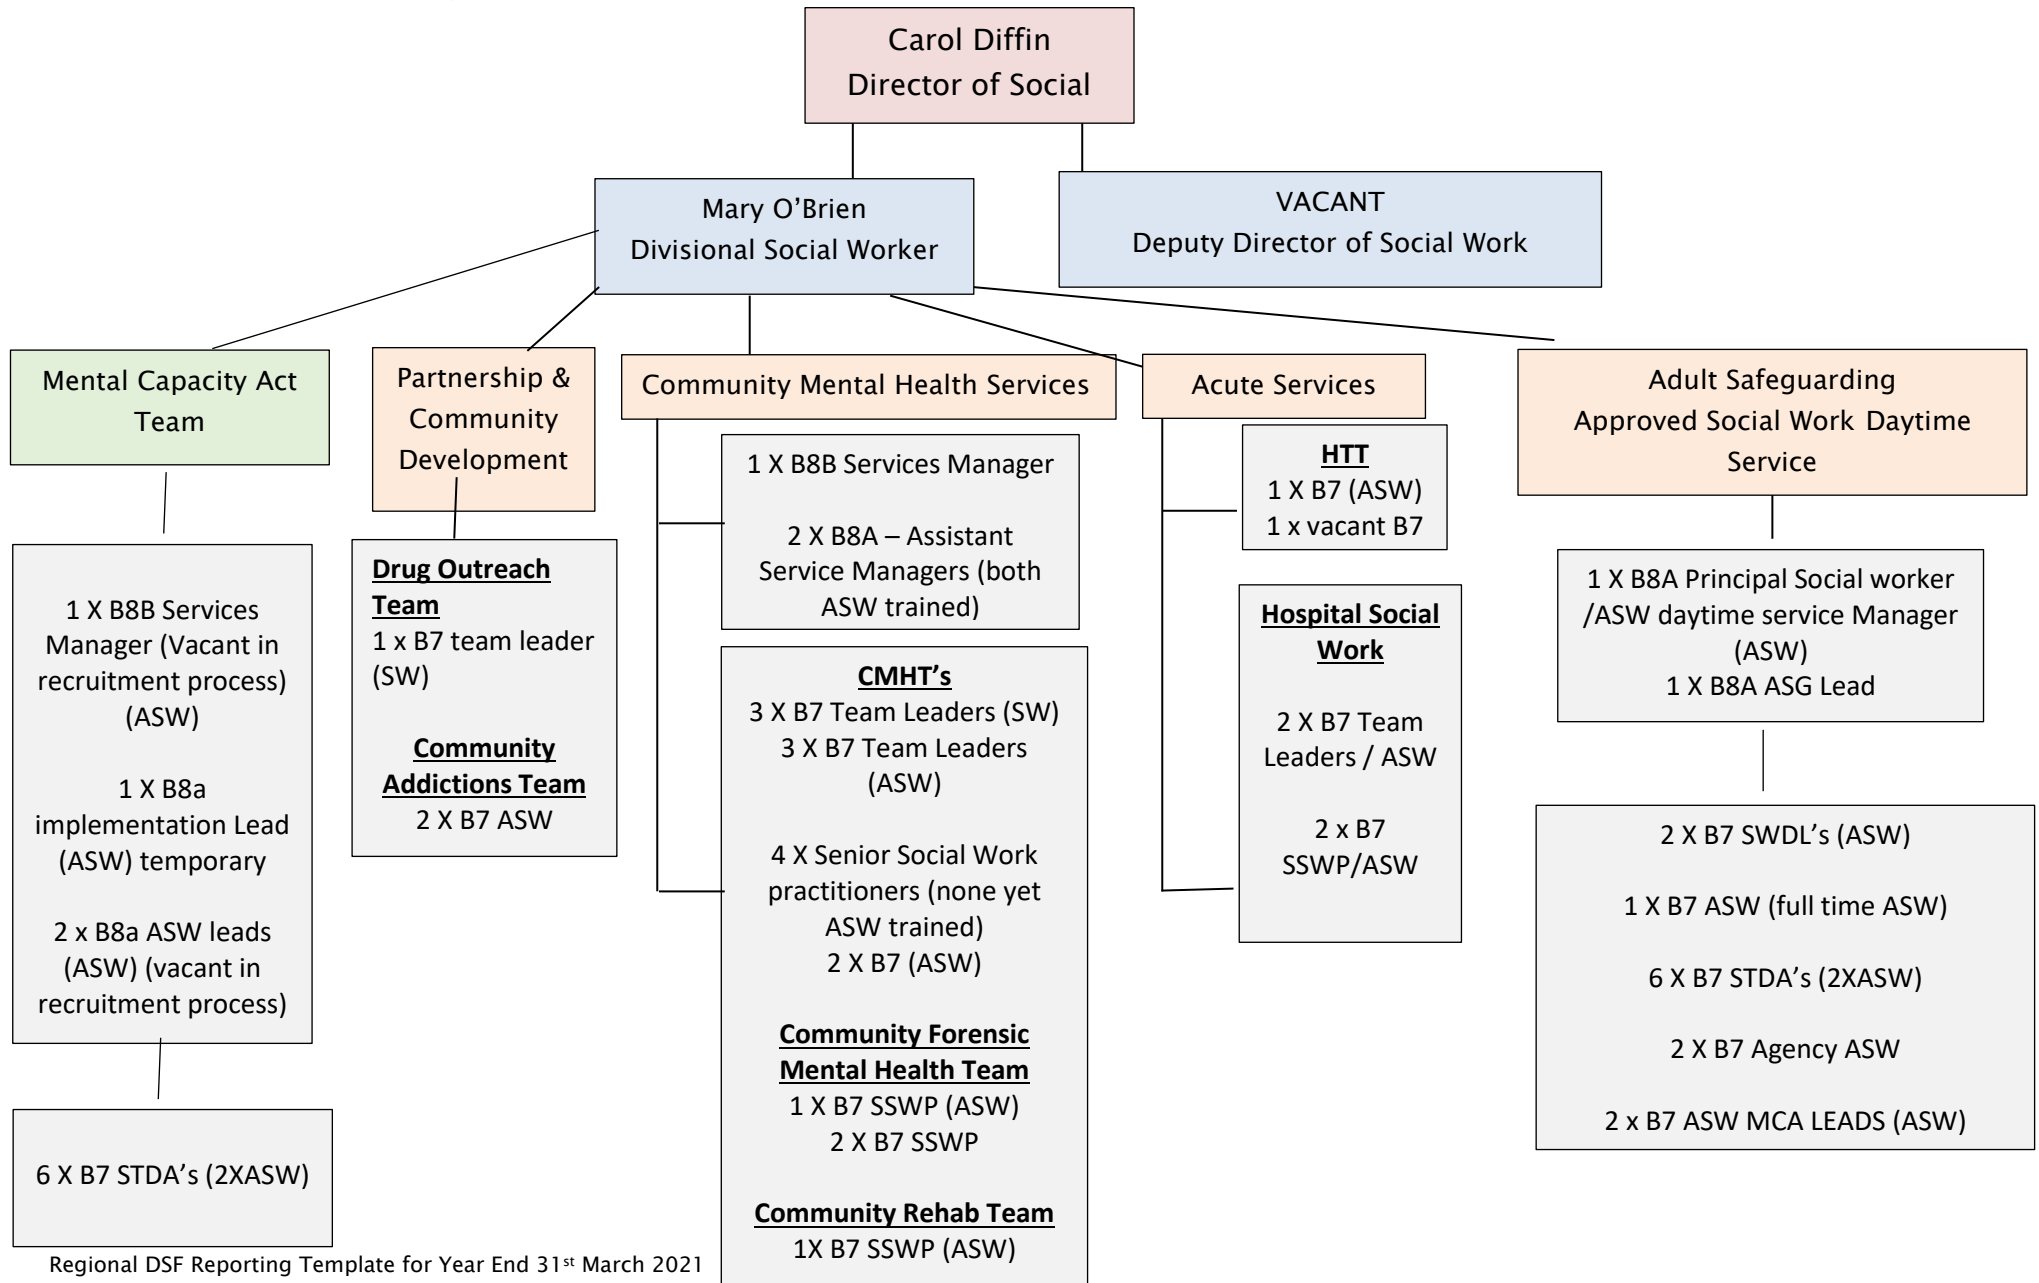 Carol Diffin
Director of Social
Mary O’Brien
Divisional Social Worker
VACANT
Deputy Director of Social Work
Mental Capacity Act
Team
1 X B8B Services
Manager (Vacant in
recruitment process)
(ASW)
1 X B8a
implementation Lead
(ASW) temporary
2 x B8a ASW leads
(ASW) (vacant in
recruitment process)
6 X B7 STDA’s (2XASW)
Partnership &
Community
Development
Drug Outreach
Team
1 x B7 team leader
(SW)
Community
Addictions Team
2 X B7 ASW
Community Mental Health Services
1 X B8B Services Manager
2 X B8A – Assistant
Service Managers (both
ASW trained)
CMHT’s
3 X B7 Team Leaders (SW)
3 X B7 Team Leaders
(ASW)
4 X Senior Social Work
practitioners (none yet
ASW trained)
2 X B7 (ASW)
Community Forensic
Mental Health Team
1 X B7 SSWP (ASW)
2 X B7 SSWP
Community Rehab Team
1X B7 SSWP (ASW)
Acute Services
HTT
1 X B7 (ASW)
1 x vacant B7
Hospital Social
Work
2 X B7 Team
Leaders / ASW
2 x B7
SSWP/ASW
Adult Safeguarding
Approved Social Work Daytime
Service
1 X B8A Principal Social worker
/ASW daytime service Manager
(ASW)
1 X B8A ASG Lead
2 X B7 SWDL’s (ASW)
1 X B7 ASW (full time ASW)
6 X B7 STDA’s (2XASW)
2 X B7 Agency ASW
2 x B7 ASW MCA LEADS (ASW)
Regional DSF Reporting Template for Year End 31st March 2021